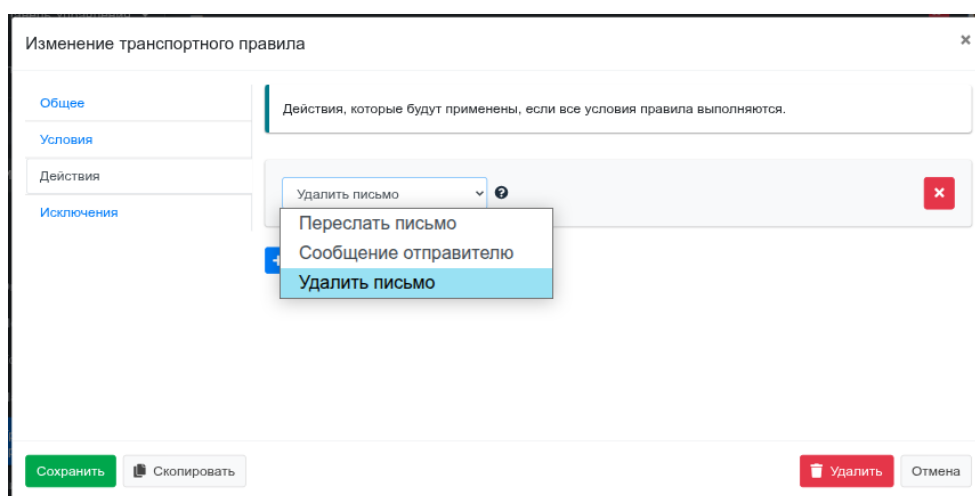 Изменение транспортного правила
×
Общее
Условия
Действия
Исключения
Действия, которые будут применены, если все условия правила выполняются.
Удалить письмо
Переслать письмо
Сообщение отправителю
Удалить письмо
Сохранить
Скопировать
Удалить
Отмена